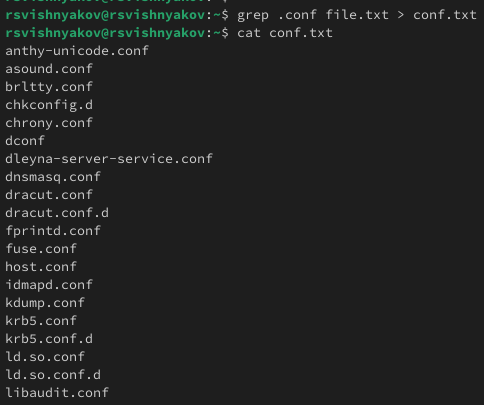 rsvishnyakov@rsvishnyakov:~$ grep .conf file.txt > conf.txt
rsvishnyakov@rsvishnyakov:~$ cat conf.txt
anthy-unicode.conf
asound.conf
brltty.conf
chkconfig.d
chrony.conf
dconf
dleyna-server-service.conf
dnsmasq.conf
dracut.conf
dracut.conf.d
fprintd.conf
fuse.conf
host.conf
idmapd.conf
kdump.conf
krb5.conf
krb5.conf.d
ld.so.conf
ld.so.conf.d
libaudit.conf